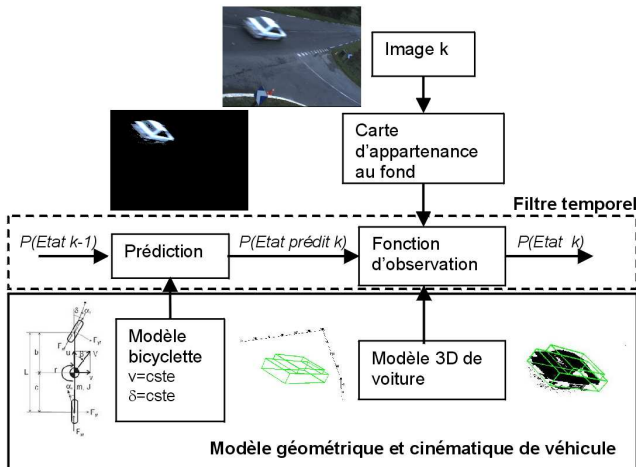 Image k
Carte
d'appartenance
au fond
Filtre temporel
P(Etat k-1)
Prédiction
P(Etat prédit k)
Fonction
d'observation
P(Etat k)
Modèle
bicyclette
v=cste
δ=cste
Modèle 3D de
voiture
b
L
c
u
V
r
v
m, J
Modèle géométrique et cinématique de véhicule